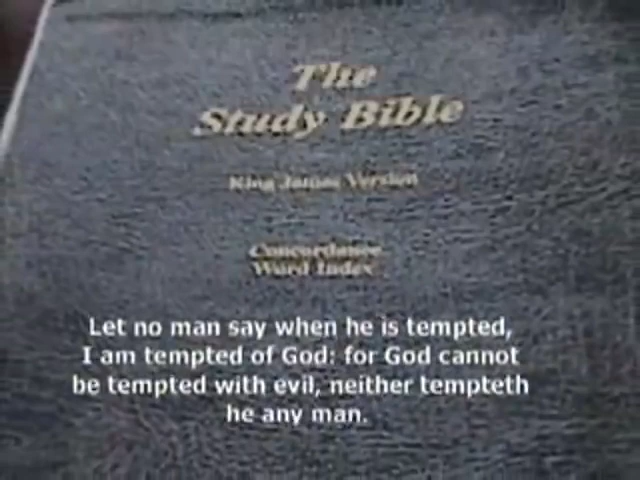 The
Study Bible
King James Version
Concordance
Word Index
Let no man say when he is tempted,
I am tempted of God: for God cannot
be tempted with evil, neither tempteth
he any man.